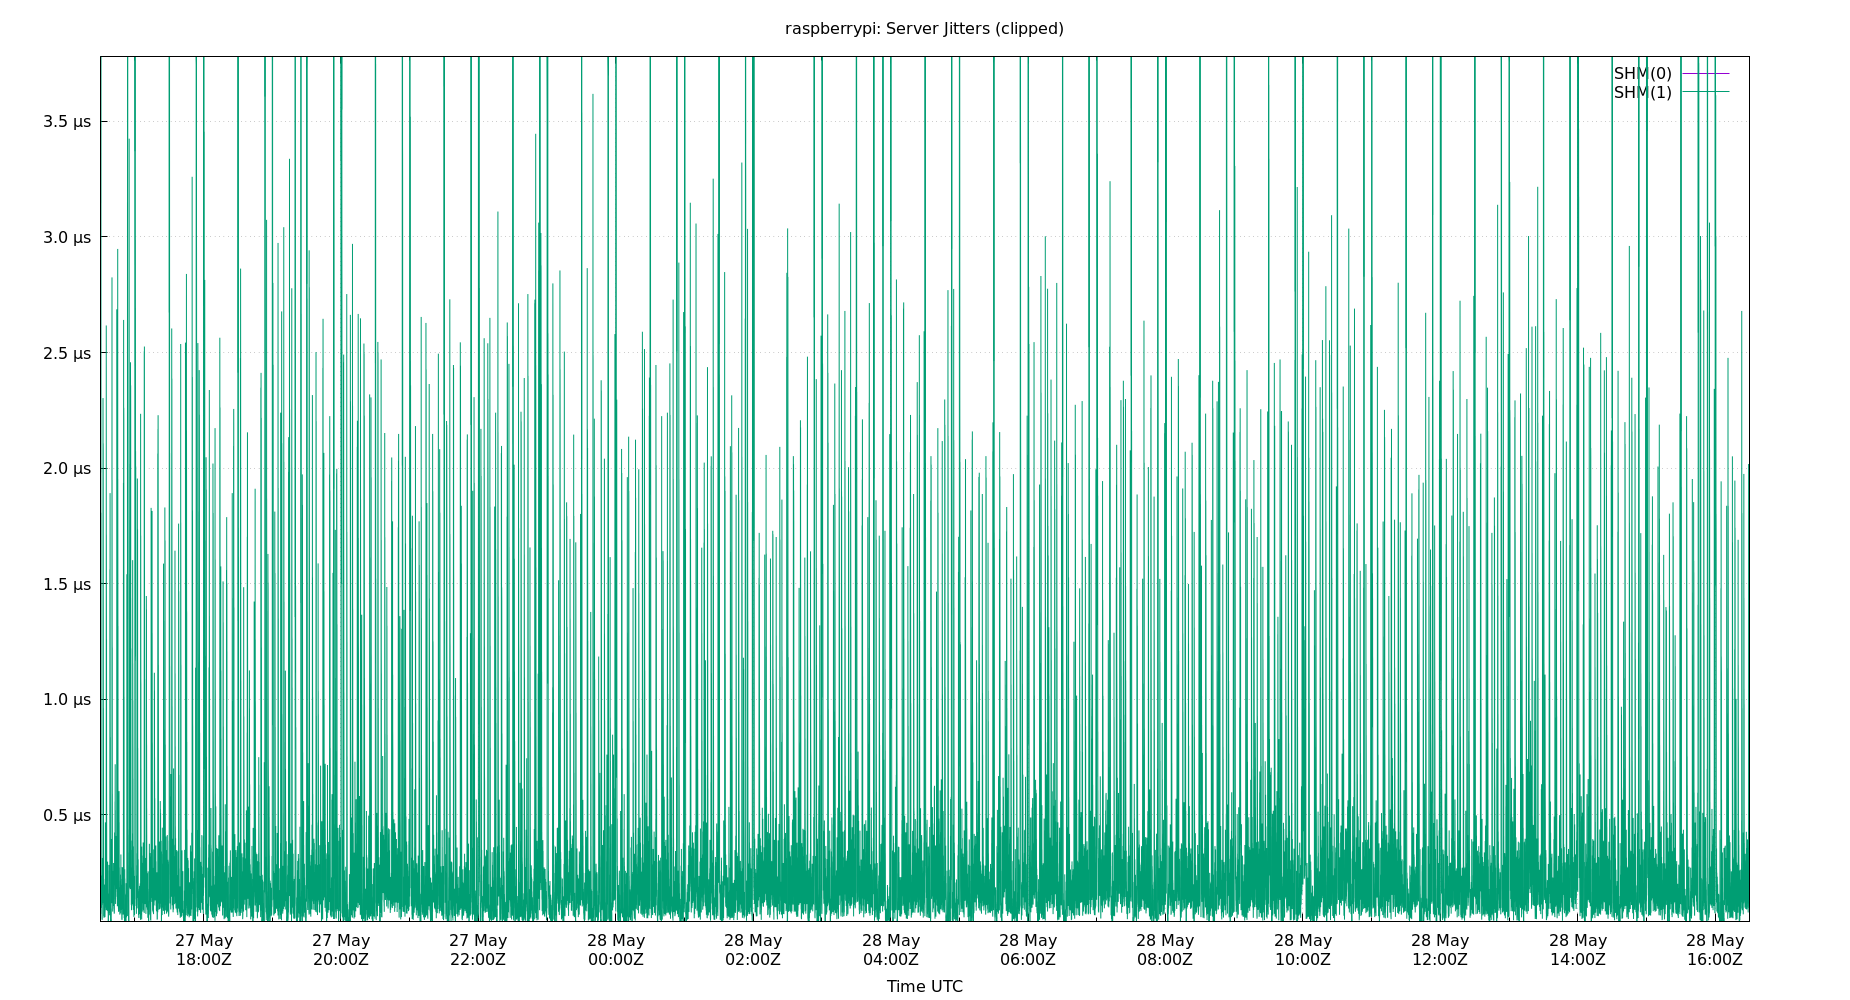 raspberrypi: Server Jitters (clipped)
SHM(0)
SHM(1)
3.5 µs
3.0 µs
2.5 µs
2.0 µs
1.5 µs
1.0 µs
0.5 µs
27 May 27 May 27 May 28 May 28 May 28 May 28 May 28 May 28 May 28 May 28 May 28 May
18:00Z 20:00Z 22:00Z 00:00Z 02:00Z 04:00Z 06:00Z 08:00Z 10:00Z 12:00Z 14:00Z 16:00Z
Time UTC